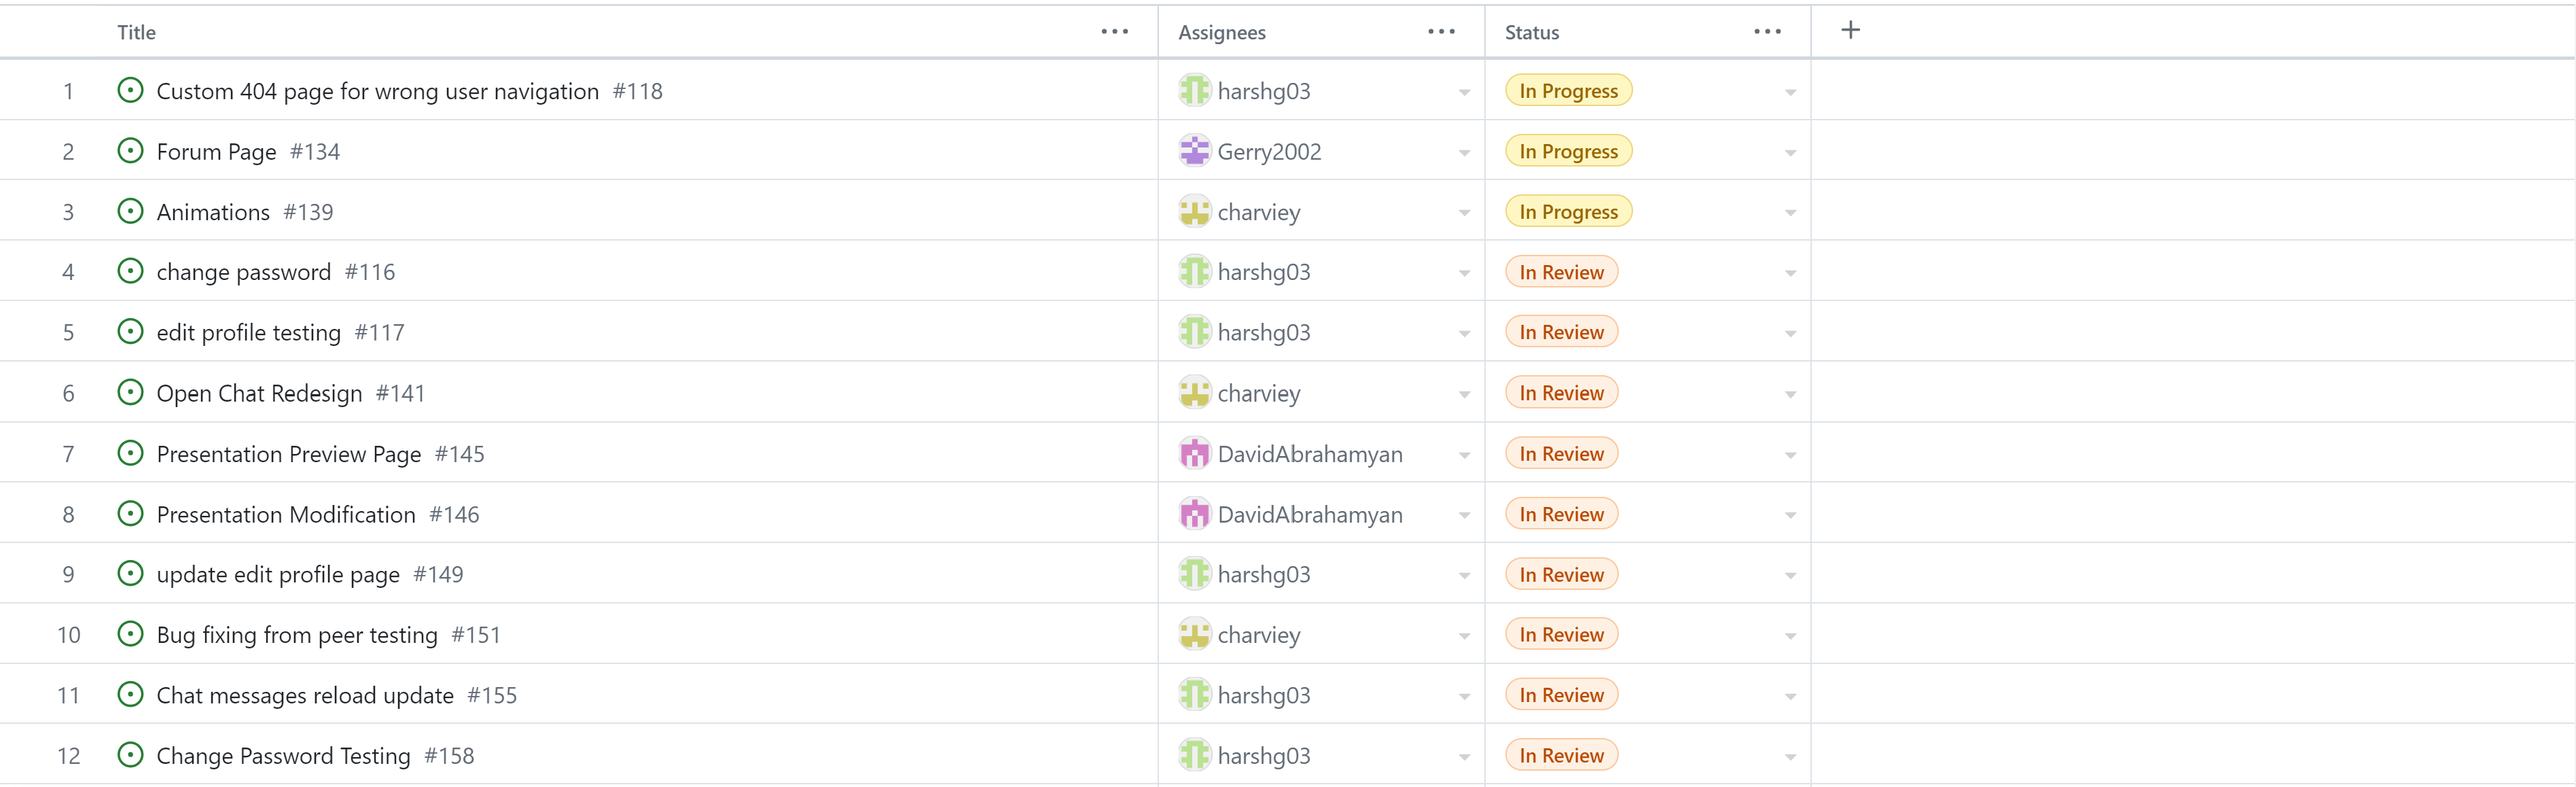 Title ... Assignees ... Status ... +
1 Custom 404 page for wrong user navigation #118 harshg03 In Progress
2 Forum Page #134 Gerry2002 In Progress
3 Animations #139 charviey In Progress
4 change password #116 harshg03 In Review
5 edit profile testing #117 harshg03 In Review
6 Open Chat Redesign #141 charviey In Review
7 Presentation Preview Page #145 DavidAbrahamyan In Review
8 Presentation Modification #146 DavidAbrahamyan In Review
9 update edit profile page #149 harshg03 In Review
10 Bug fixing from peer testing #151 charviey In Review
11 Chat messages reload update #155 harshg03 In Review
12 Change Password Testing #158 harshg03 In Review